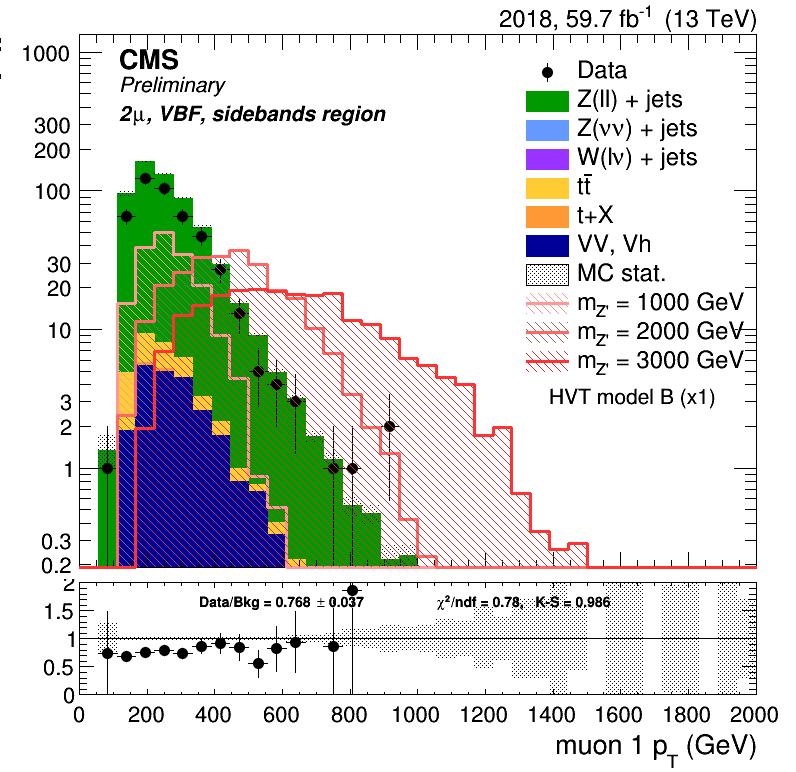 2018, 59.7 fb⁻¹ (13 TeV)
CMS
Preliminary
2μ, VBF, sidebands region
Data
Z(ll) + jets
Z(νν) + jets
W(lν) + jets
tt̄
t+X
VV, Vh
MC stat.
m_Z' = 1000 GeV
m_Z' = 2000 GeV
m_Z' = 3000 GeV
HVT model B (x1)
1000
300
200
100
30
20
10
3
2
1
0.3
0.2
Data/Bkg = 0.768 ± 0.037 χ²/ndf = 0.78, K-S = 0.986
2
1.5
1
0.5
0
0 200 400 600 800 1000 1200 1400 1600 1800 2000
muon 1 p_T (GeV)